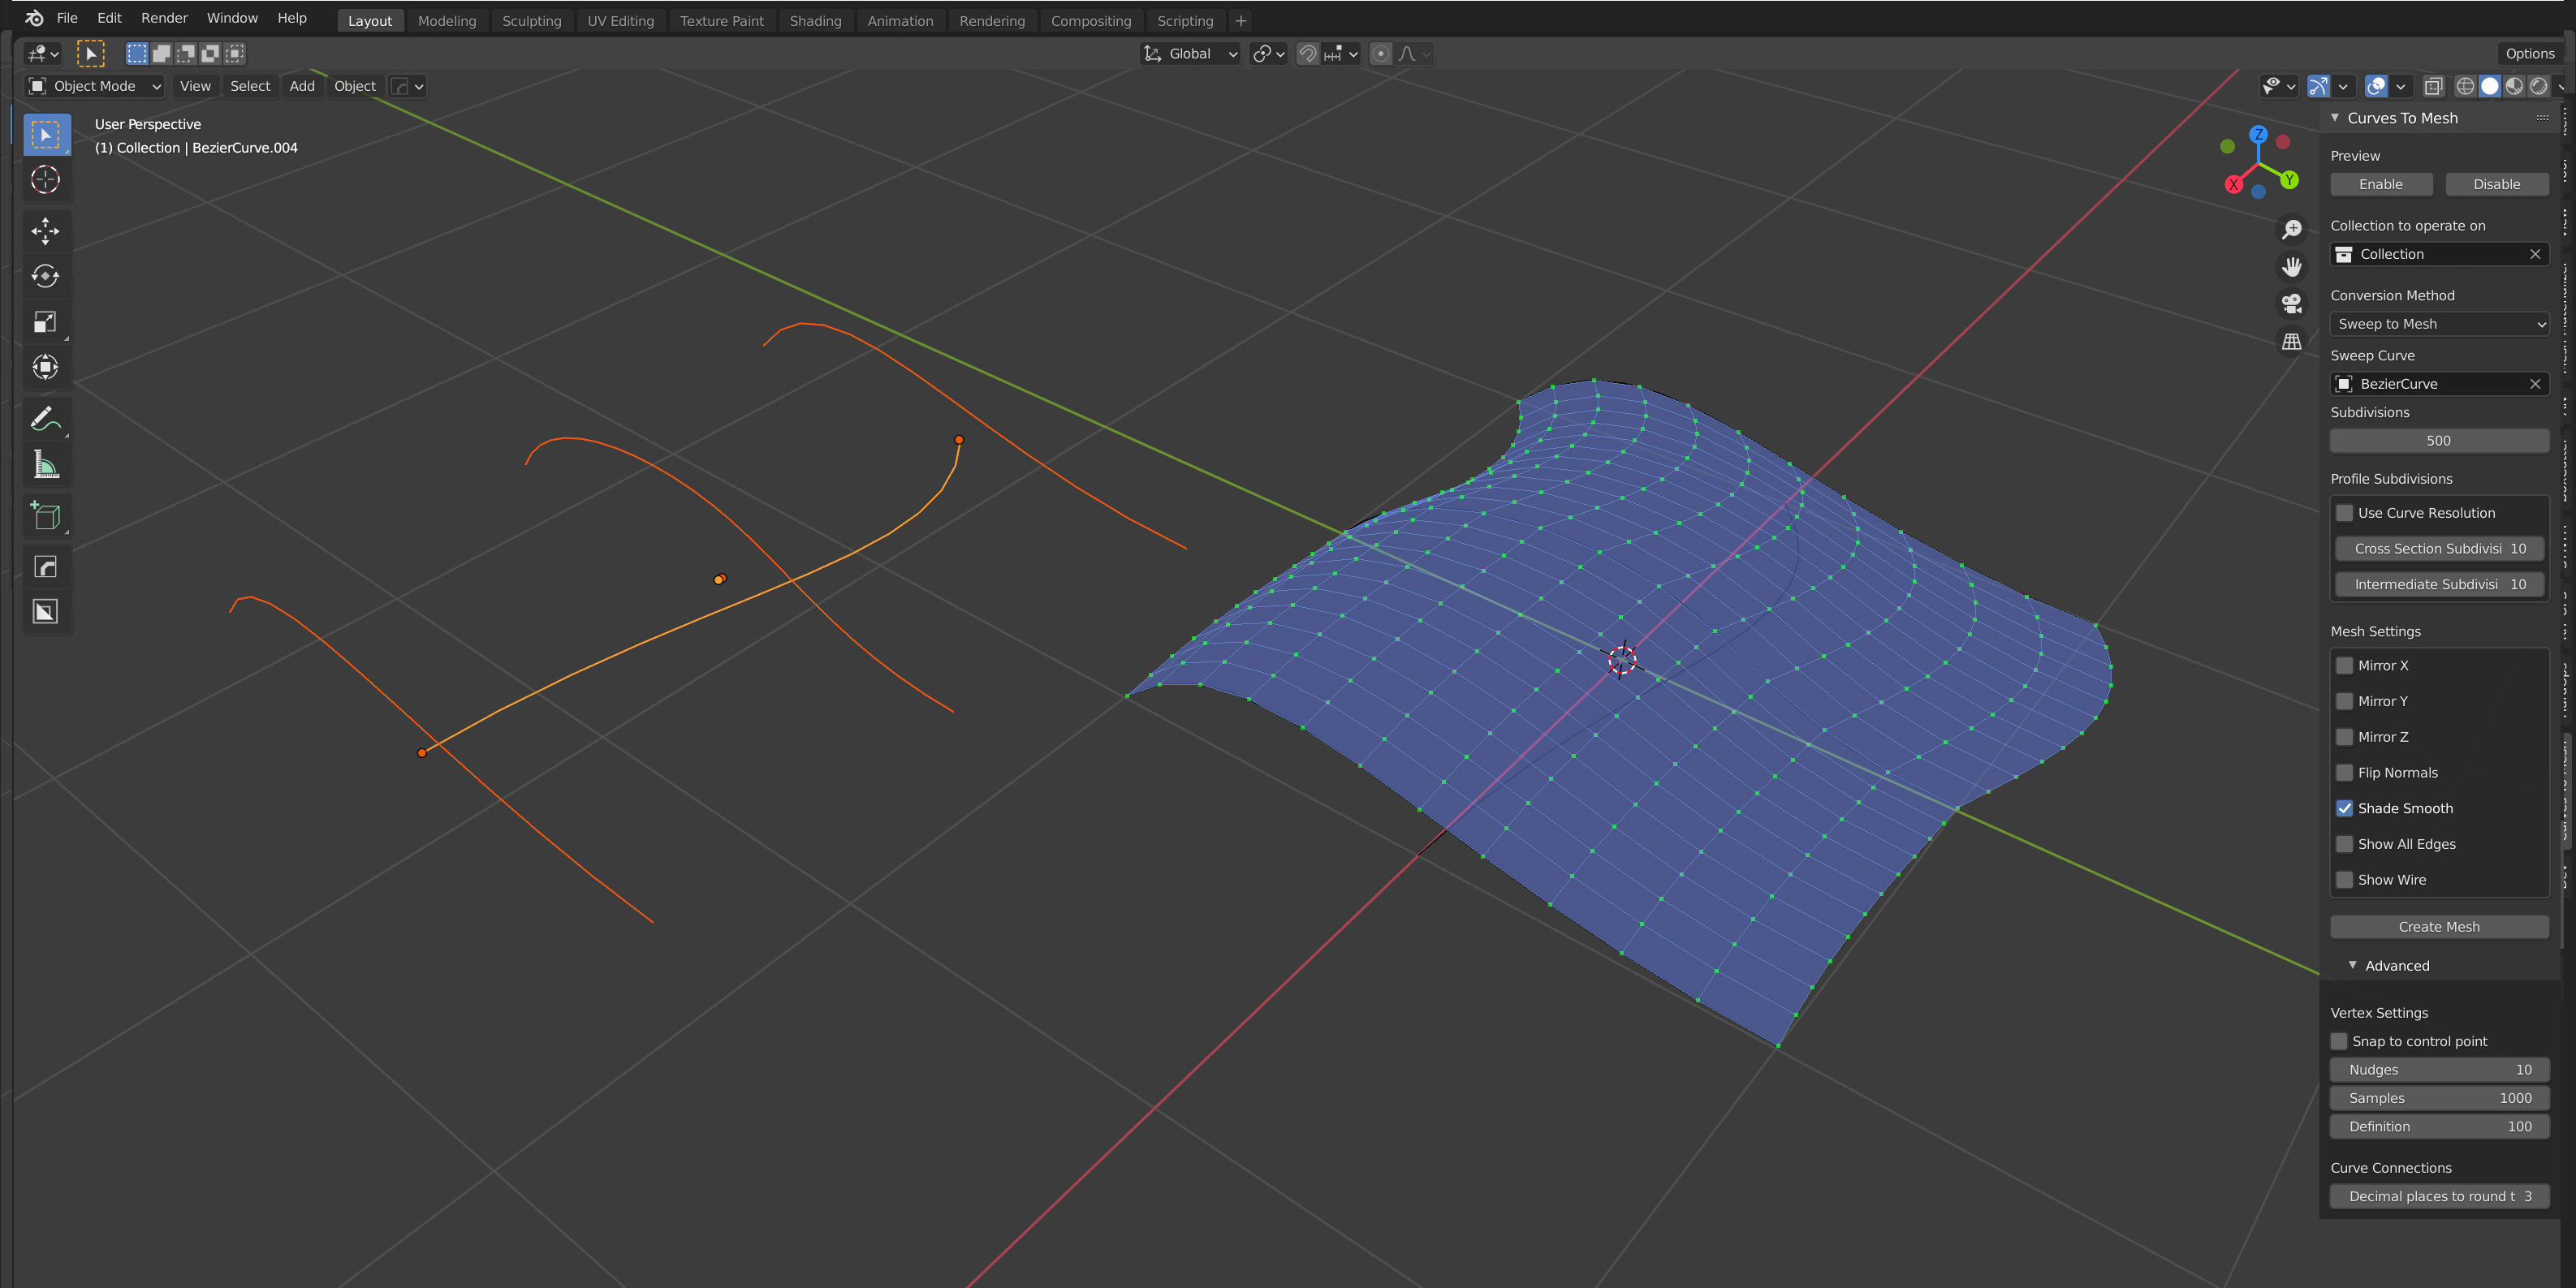 File Edit Render Window Help Layout Modeling Sculpting UV Editing Texture Paint Shading Animation Rendering Compositing Scripting +
Global Options
Object Mode View Select Add Object
User Perspective
(1) Collection | BezierCurve.004
Z
X
Y
Curves To Mesh
Preview
Enable Disable
Collection to operate on
Collection
Conversion Method
Sweep to Mesh
Sweep Curve
BezierCurve
Subdivisions
500
Profile Subdivisions
Use Curve Resolution
Cross Section Subdivisi 10
Intermediate Subdivisi 10
Mesh Settings
Mirror X
Mirror Y
Mirror Z
Flip Normals
Shade Smooth
Show All Edges
Show Wire
Create Mesh
Advanced
Vertex Settings
Snap to control point
Nudges 10
Samples 1000
Definition 100
Curve Connections
Decimal places to round t 3